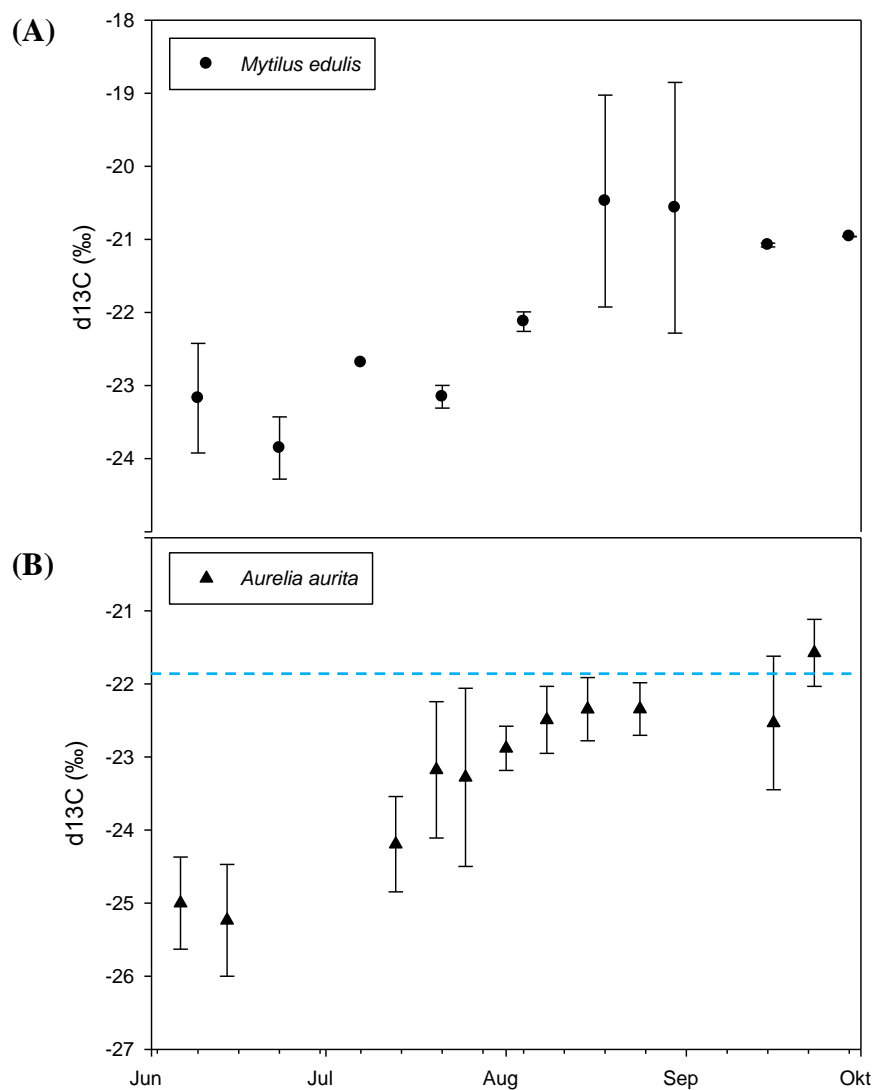 (A)
Mytilus edulis
d13C (‰)
-18
-19
-20
-21
-22
-23
-24
(B)
Aurelia aurita
d13C (‰)
-21
-22
-23
-24
-25
-26
-27
Jun Jul Aug Sep Okt